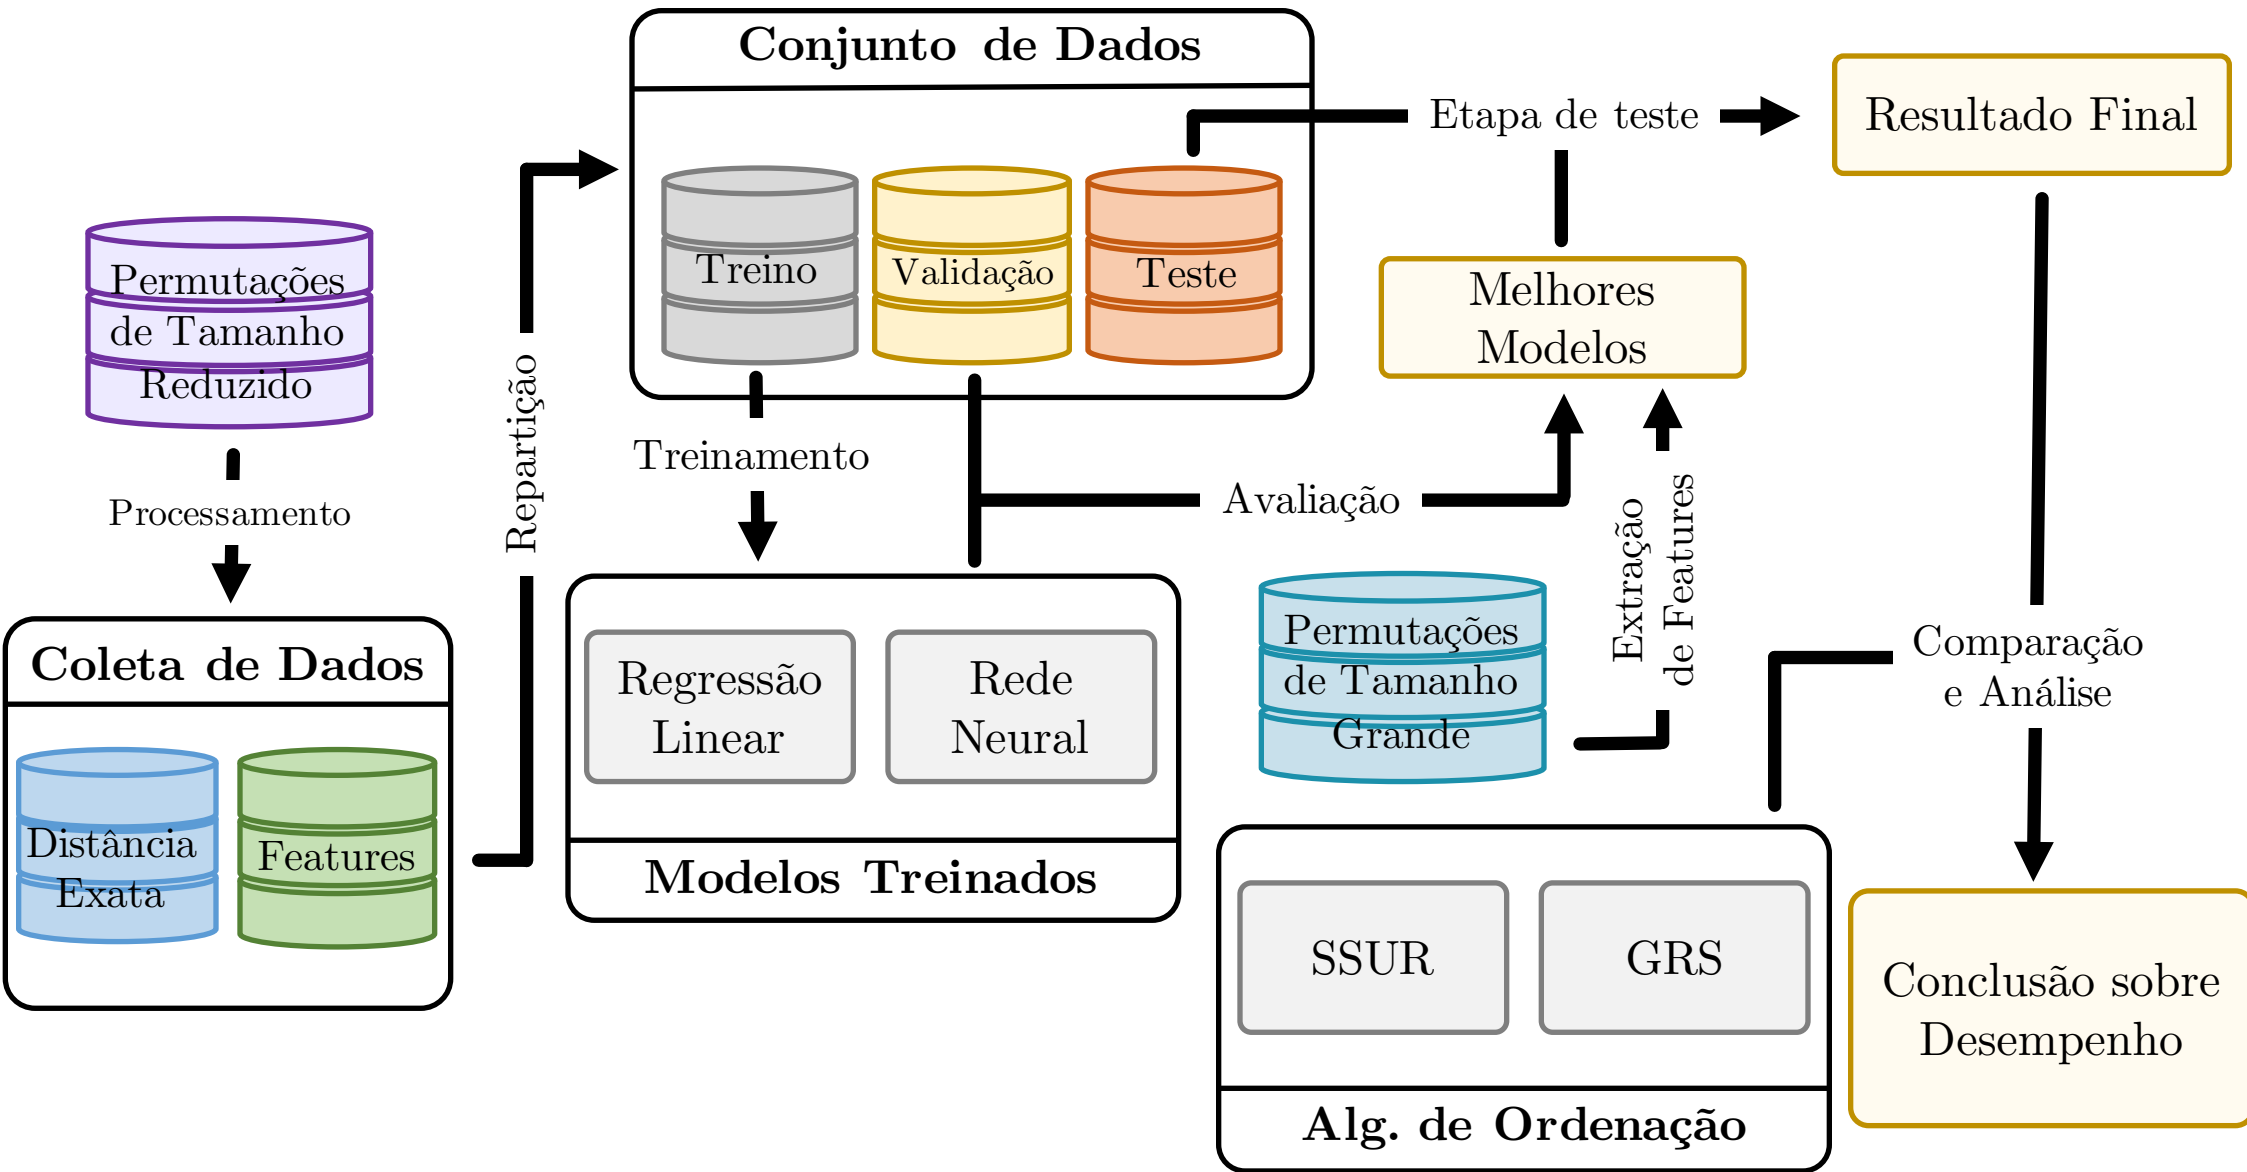 Conjunto de Dados
Treino
Validação
Teste
Etapa de teste
Resultado Final
Permutações
de Tamanho
Reduzido
Processamento
Coleta de Dados
Distância
Exata
Features
Repartição
Treinamento
Avaliação
Melhores
Modelos
Regressão
Linear
Rede
Neural
Modelos Treinados
Permutações
de Tamanho
Grande
Extração
de Features
Comparação
e Análise
SSUR
GRS
Alg. de Ordenação
Conclusão sobre
Desempenho